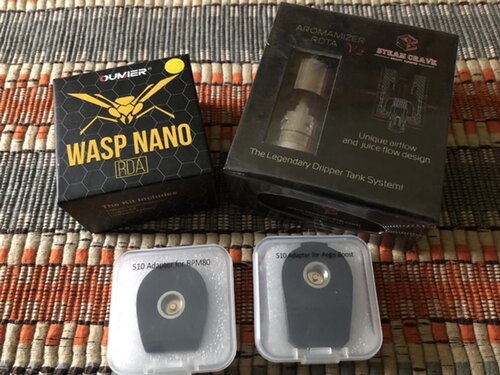 OUMIER
WASP NANO
RDA
The Kit Includes
AROMAMIZER
RDTA V2
STEAM CRAVE
Unique airflow
and juice flow design
The Legendary Dripper Tank System!
510 Adapter for RPM80
510 Adapter for Aegis Boost